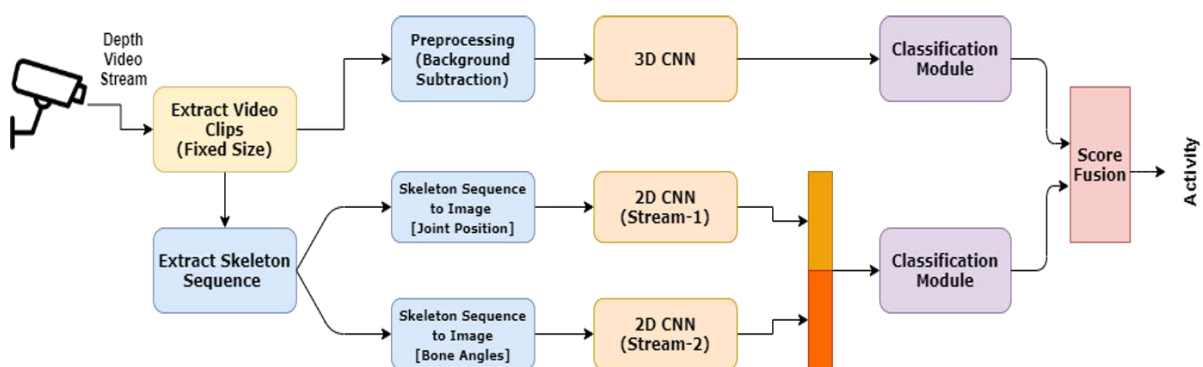 Depth
Video
Stream
Extract Video
Clips
(Fixed Size)
Preprocessing
(Background
Subtraction)
3D CNN
Classification
Module
Extract Skeleton
Sequence
Skeleton Sequence
to Image
[Joint Position]
2D CNN
(Stream-1)
Skeleton Sequence
to Image
[Bone Angles]
2D CNN
(Stream-2)
Classification
Module
Score
Fusion
Activity